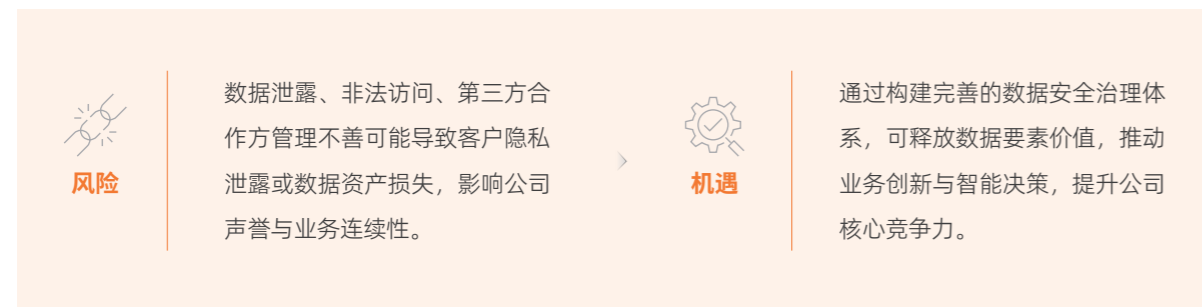 风险
数据泄露、非法访问、第三方合
作方管理不善可能导致客户隐私
泄露或数据资产损失，影响公司
声誉与业务连续性。
机遇
通过构建完善的数据安全治理体
系，可释放数据要素价值，推动
业务创新与智能决策，提升公司
核心竞争力。